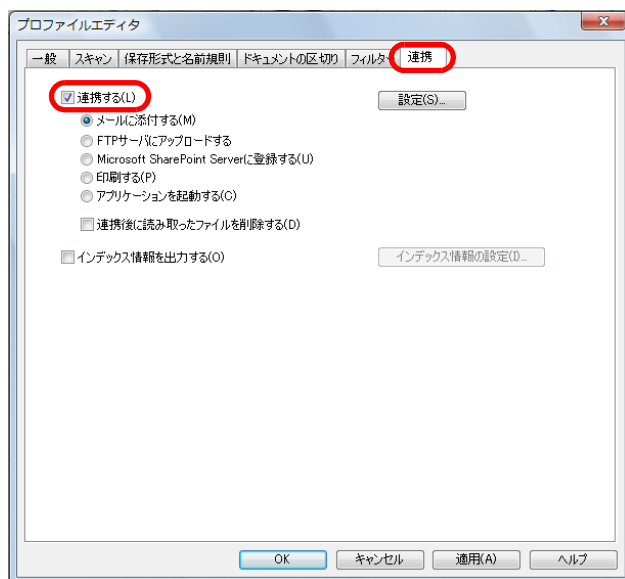 プロファイルエディタ
一般 スキャン 保存形式と名前規則 ドキュメントの区切り フィルター 連携
連携する(L) 設定(S)...
メールに添付する(M)
FTPサーバにアップロードする
Microsoft SharePoint Serverに登録する(U)
印刷する(P)
アプリケーションを起動する(C)
連携後に読み取ったファイルを削除する(D)
インデックス情報を出力する(O) インデックス情報の設定(I)...
OK キャンセル 適用(A) ヘルプ